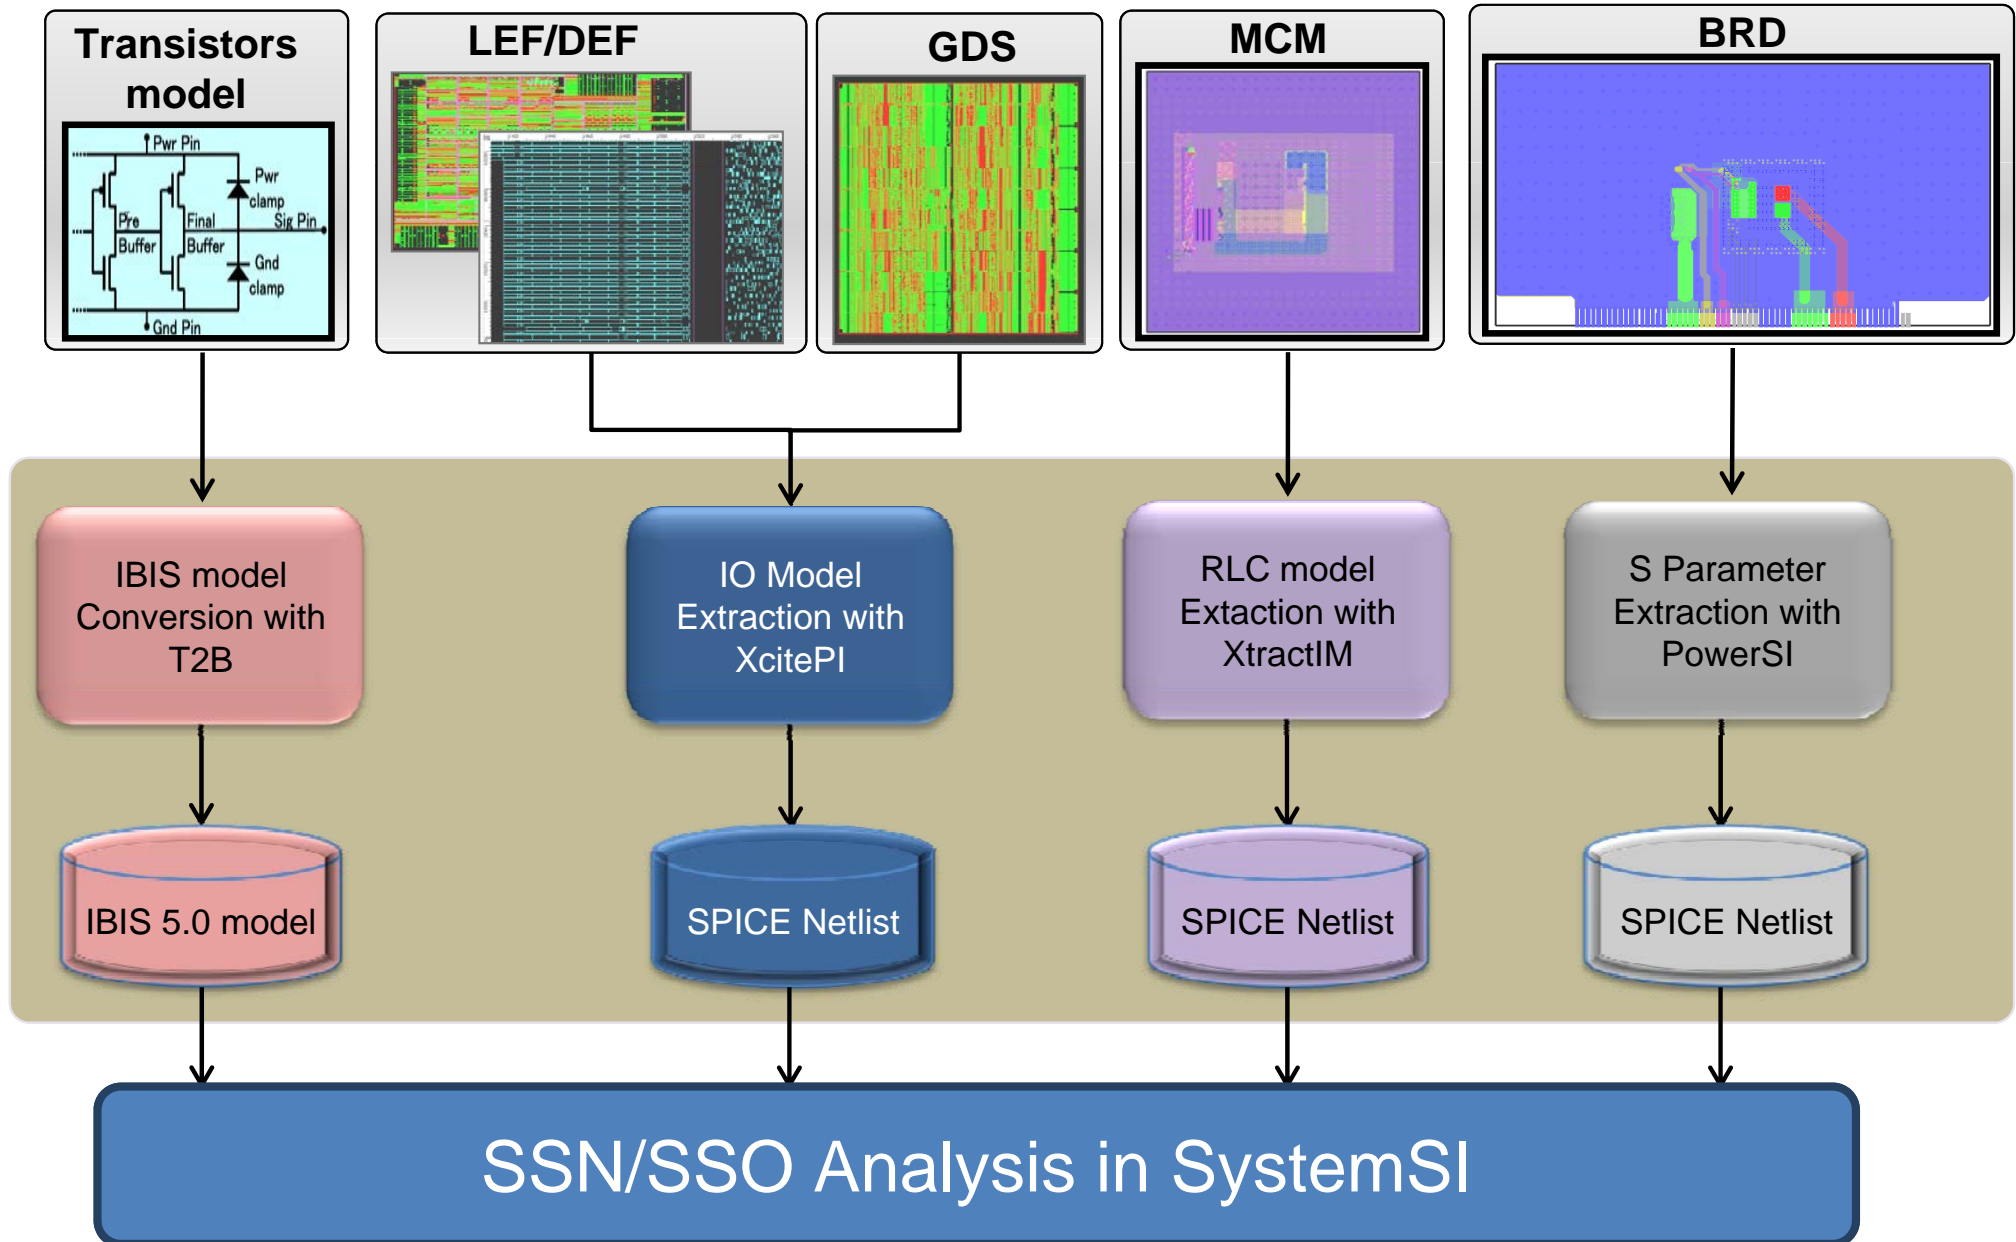 Transistors
model
LEF/DEF
GDS
MCM
BRD
Pwr Pin
Pwr
clamp
Pre
Buffer
Final
Buffer
Sig Pin
Gnd
clamp
Gnd Pin
IBIS model
Conversion with
T2B
IO Model
Extraction with
XcitePI
RLC model
Extaction with
XtractIM
S Parameter
Extraction with
PowerSI
IBIS 5.0 model
SPICE Netlist
SPICE Netlist
SPICE Netlist
SSN/SSO Analysis in SystemSI